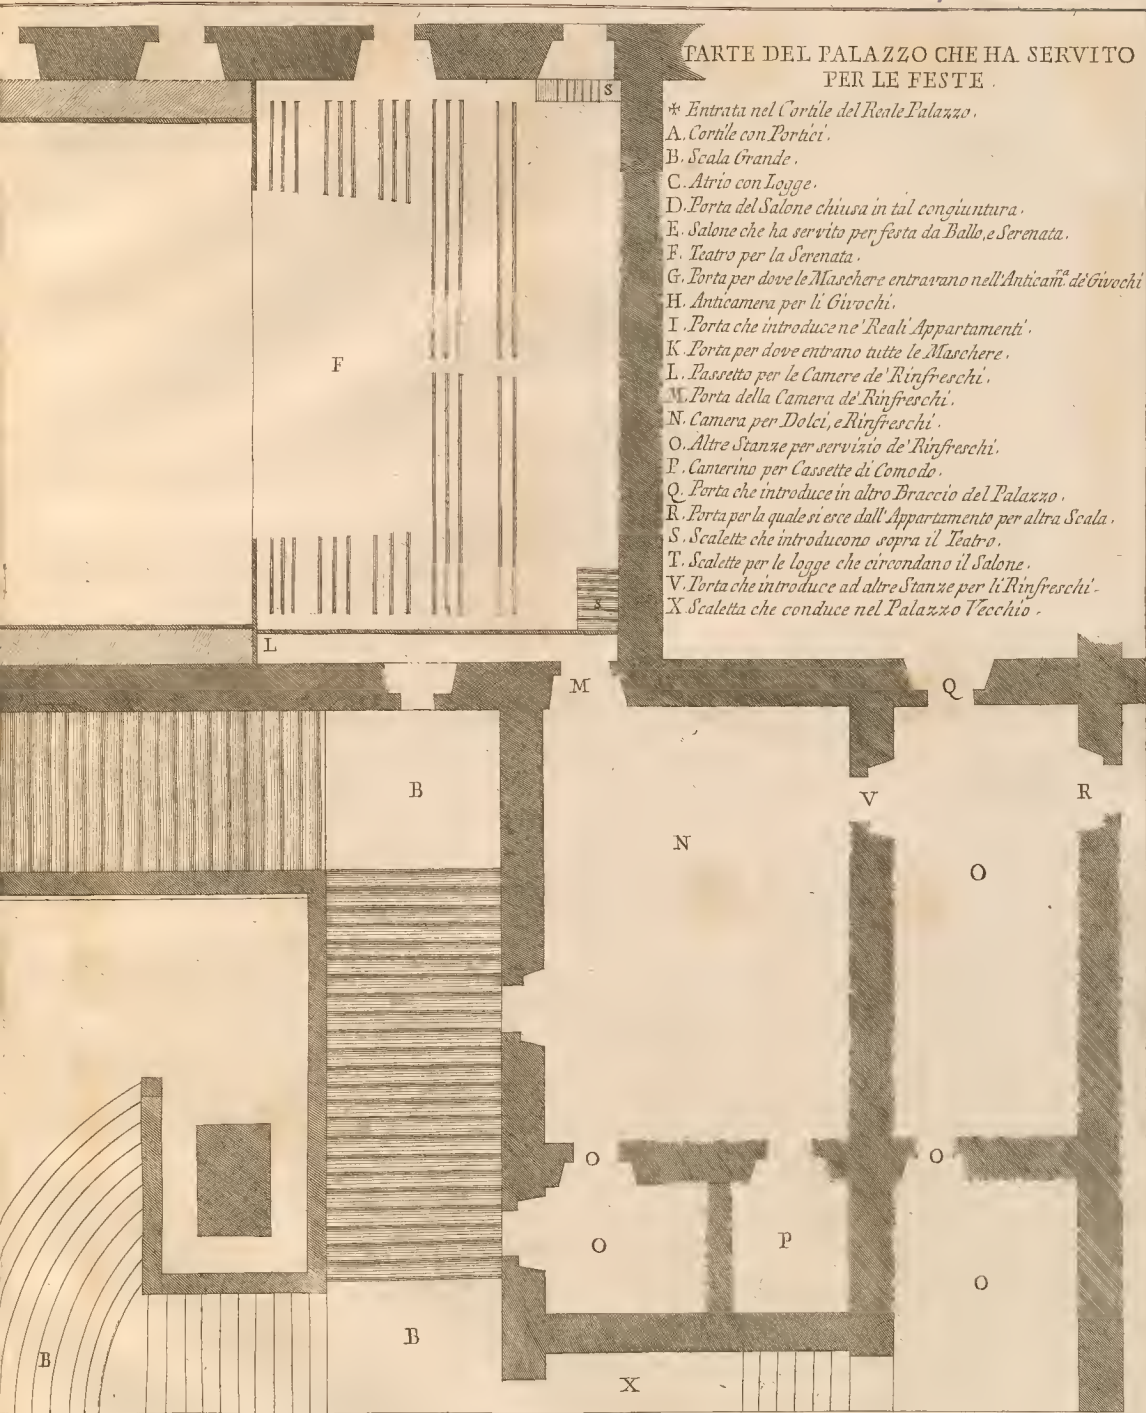 PARTE DEL PALAZZO CHE HA SERVITO
PER LE FESTE.
* Entrata nel Cortile del Reale Palazzo.
A. Cortile con Portici.
B. Scala Grande.
C. Atrio con Logge.
D. Porta del Salone chiusa in tal congiuntura.
E. Salone che ha servito per festa da Ballo, e Serenata.
F. Teatro per la Serenata.
G. Porta per dove le Maschere entravano nell'Anticam.ra de' Givochi
H. Anticamera per li Givochi.
I. Porta che introduce ne' Reali Appartamenti.
K. Porta per dove entrano tutte le Maschere.
L. Passetto per le Camere de' Rinfreschi.
M. Porta della Camera de' Rinfreschi.
N. Camera per Dolci, e Rinfreschi.
O. Altre Stanze per servizio de' Rinfreschi.
P. Camerino per Cassette di Comodo.
Q. Porta che introduce in altro Braccio del Palazzo.
R. Porta per la quale si esce dall'Appartamento per altra Scala.
S. Scalette che introducono sopra il Teatro.
T. Scalette per le logge che circondano il Salone.
V. Porta che introduce ad altre Stanze per li Rinfreschi.
X. Scaletta che conduce nel Palazzo Vecchio.
S
F
S
L
M
Q
B
V
R
N
O
O
O
O
P
O
B
B
X